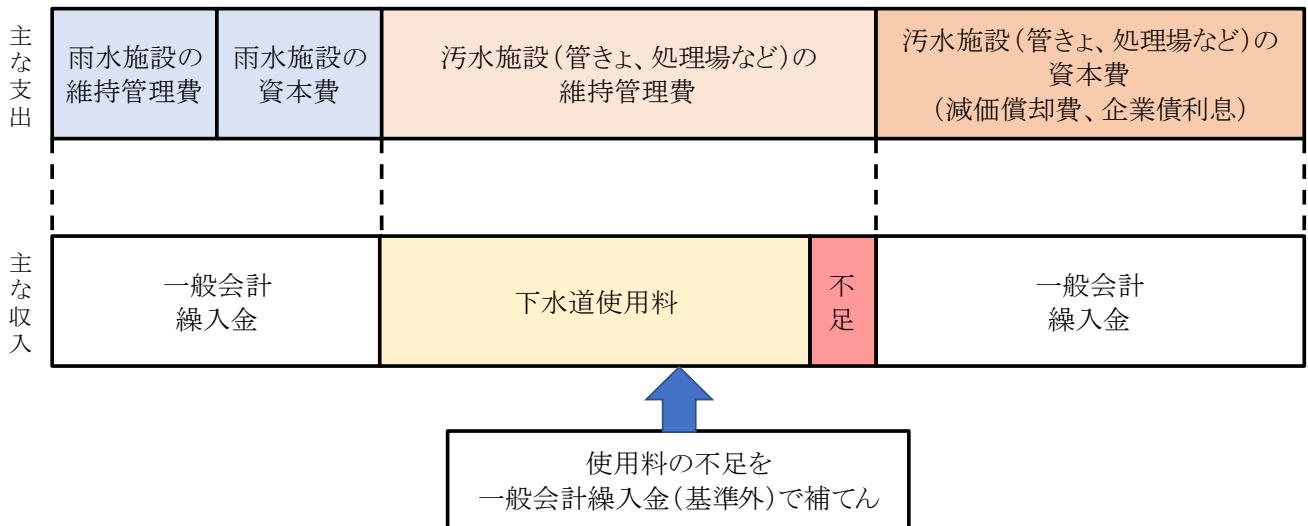 主な支出
雨水施設の
維持管理費
雨水施設の
資本費
汚水施設(管きょ、処理場など)の
維持管理費
汚水施設(管きょ、処理場など)の
資本費
(減価償却費、企業債利息)
主な収入
一般会計
繰入金
下水道使用料
不足
一般会計
繰入金
使用料の不足を
一般会計繰入金(基準外)で補てん